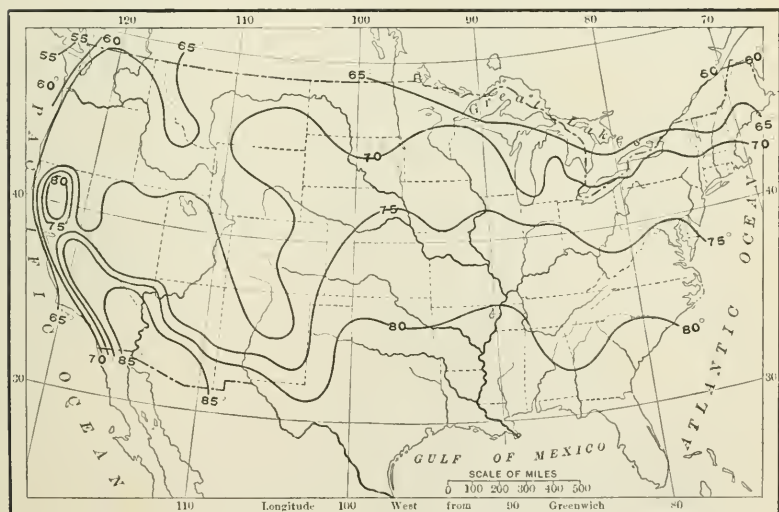 120 110 100 90 80 70
55 60 65
55
60°
65
60 60
Great Lakes
65
70
70
PACIFIC OCEAN
80
75
40
40
75
75°
ATLANTIC OCEAN
65
70
85
85
80
80°
30
30
GULF OF MEXICO
SCALE OF MILES
0 100 200 300 400 500
110 Longitude 100 West from 90 Greenwich 80